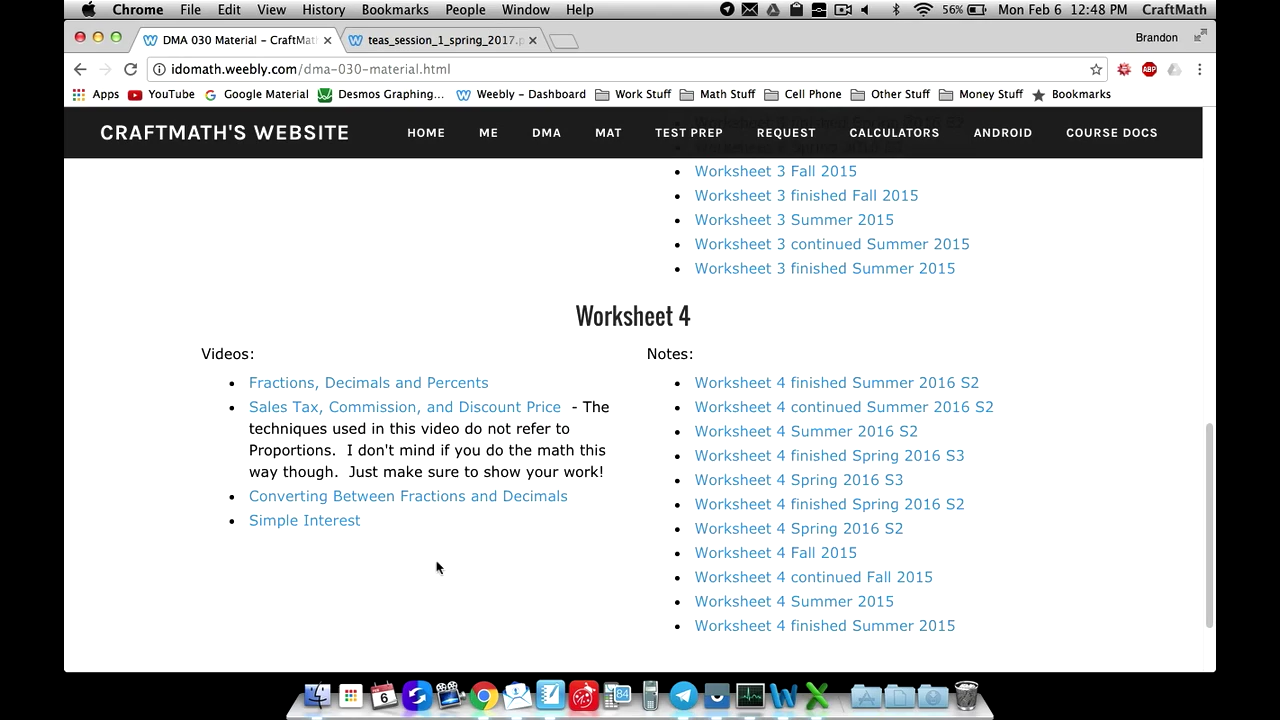 Chrome File Edit View History Bookmarks People Window Help 56% Mon Feb 6 12:48 PM CraftMath
DMA 030 Material - CraftMat teas_session_1_spring_2017.p Brandon
idomath.weebly.com/dma-030-material.html
Apps YouTube Google Material Desmos Graphing... Weebly - Dashboard Work Stuff Math Stuff Cell Phone Other Stuff Money Stuff Bookmarks
CRAFTMATH'S WEBSITE HOME ME DMA MAT TEST PREP REQUEST CALCULATORS ANDROID COURSE DOCS
Worksheet 3 Fall 2015
Worksheet 3 finished Fall 2015
Worksheet 3 Summer 2015
Worksheet 3 continued Summer 2015
Worksheet 3 finished Summer 2015
Worksheet 4
Videos:
Fractions, Decimals and Percents
Sales Tax, Commission, and Discount Price - The
techniques used in this video do not refer to
Proportions. I don't mind if you do the math this
way though. Just make sure to show your work!
Converting Between Fractions and Decimals
Simple Interest
Notes:
Worksheet 4 finished Summer 2016 S2
Worksheet 4 continued Summer 2016 S2
Worksheet 4 Summer 2016 S2
Worksheet 4 finished Spring 2016 S3
Worksheet 4 Spring 2016 S3
Worksheet 4 finished Spring 2016 S2
Worksheet 4 Spring 2016 S2
Worksheet 4 Fall 2015
Worksheet 4 continued Fall 2015
Worksheet 4 Summer 2015
Worksheet 4 finished Summer 2015